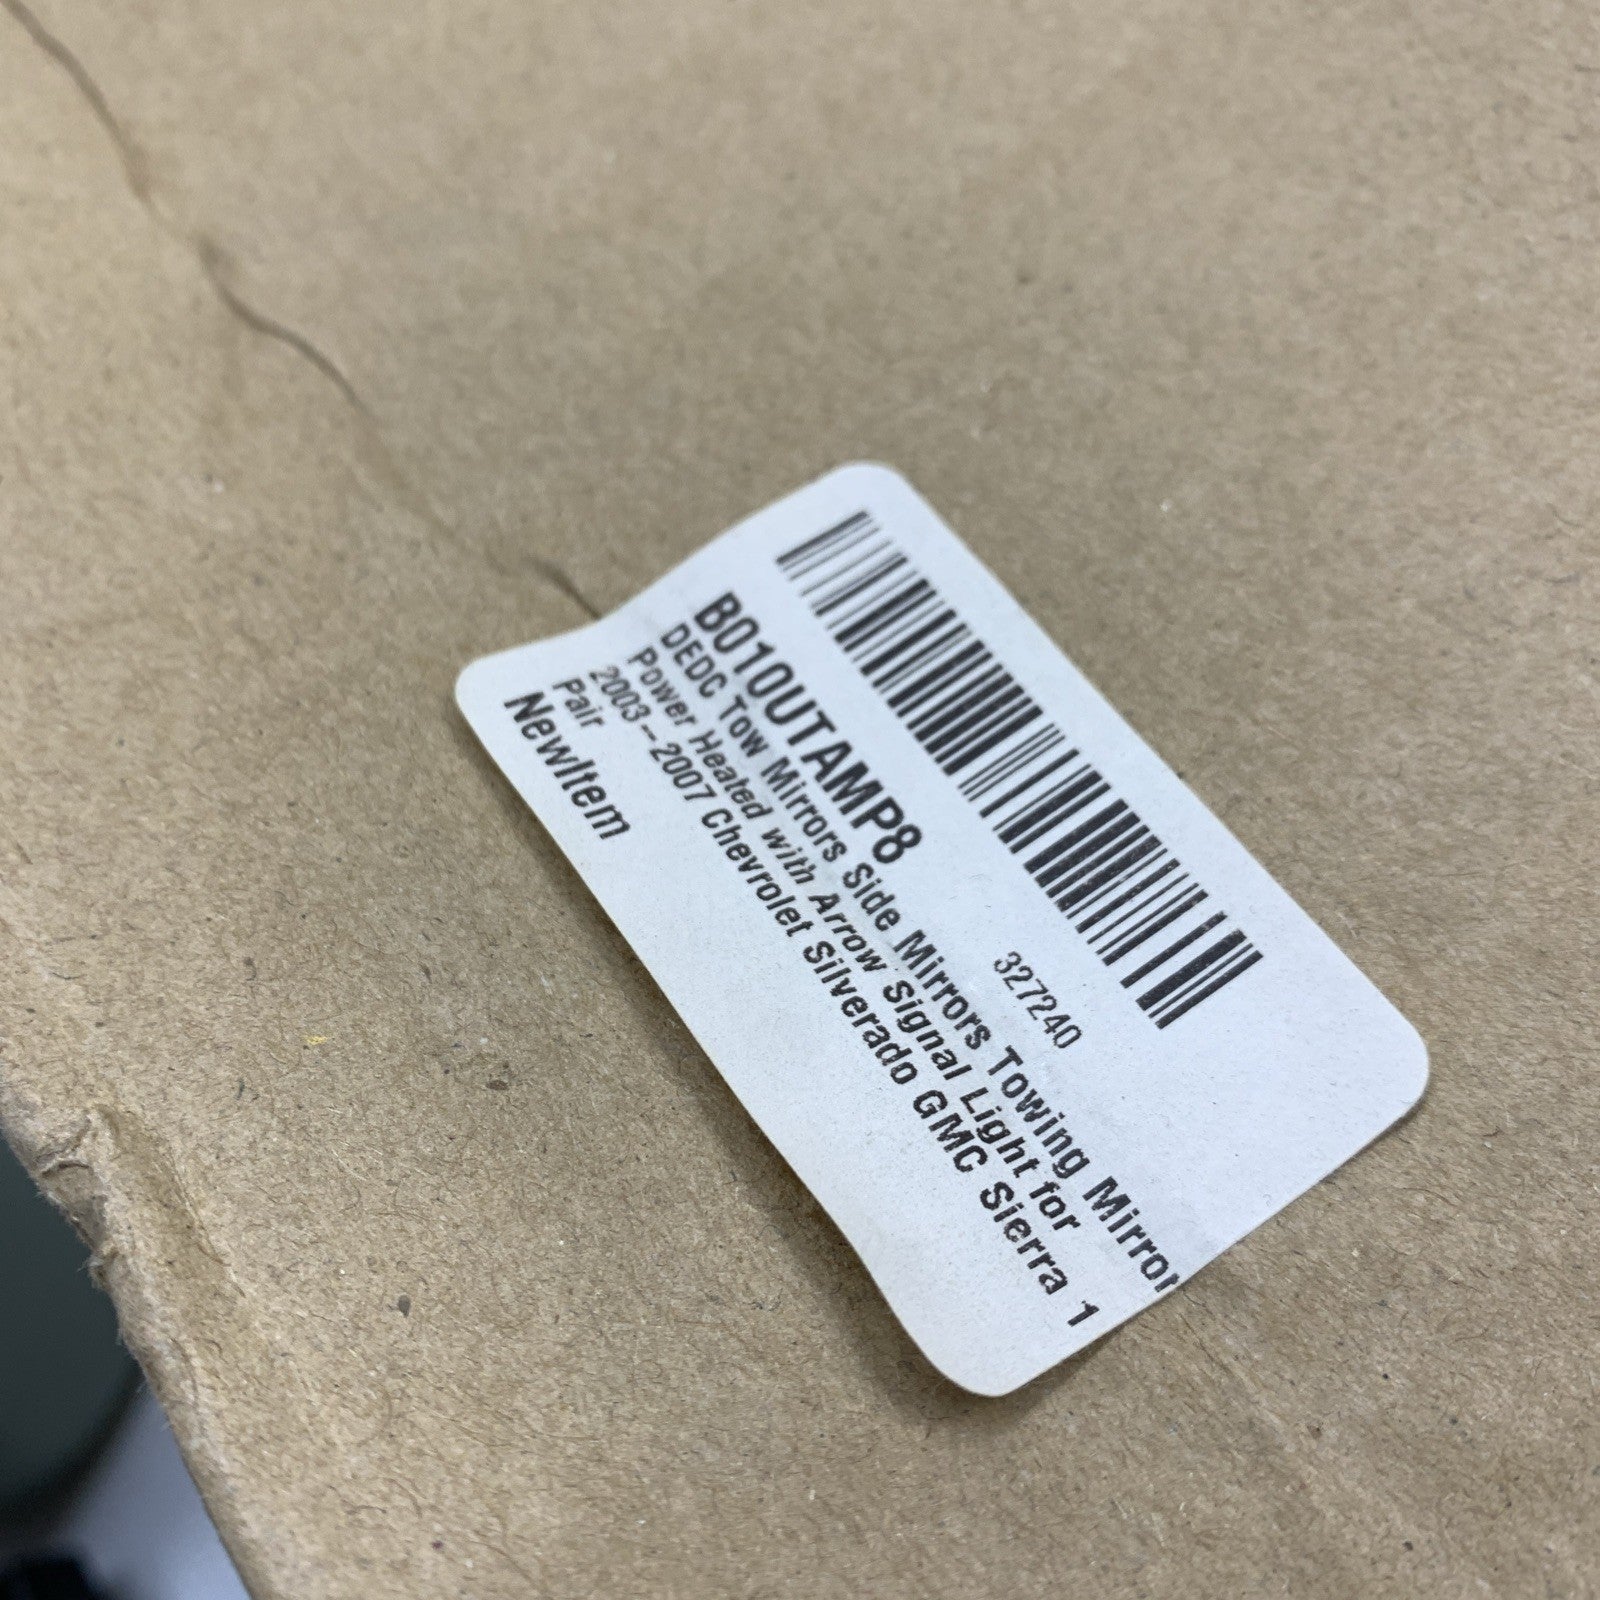 B010UTAMP8
327240
DEDC Tow Mirrors Side Mirrors Towing Mirror
Power Heated with Arrow Signal Light for
2003-2007 Chevrolet Silverado GMC Sierra 1
Pair
NewItem